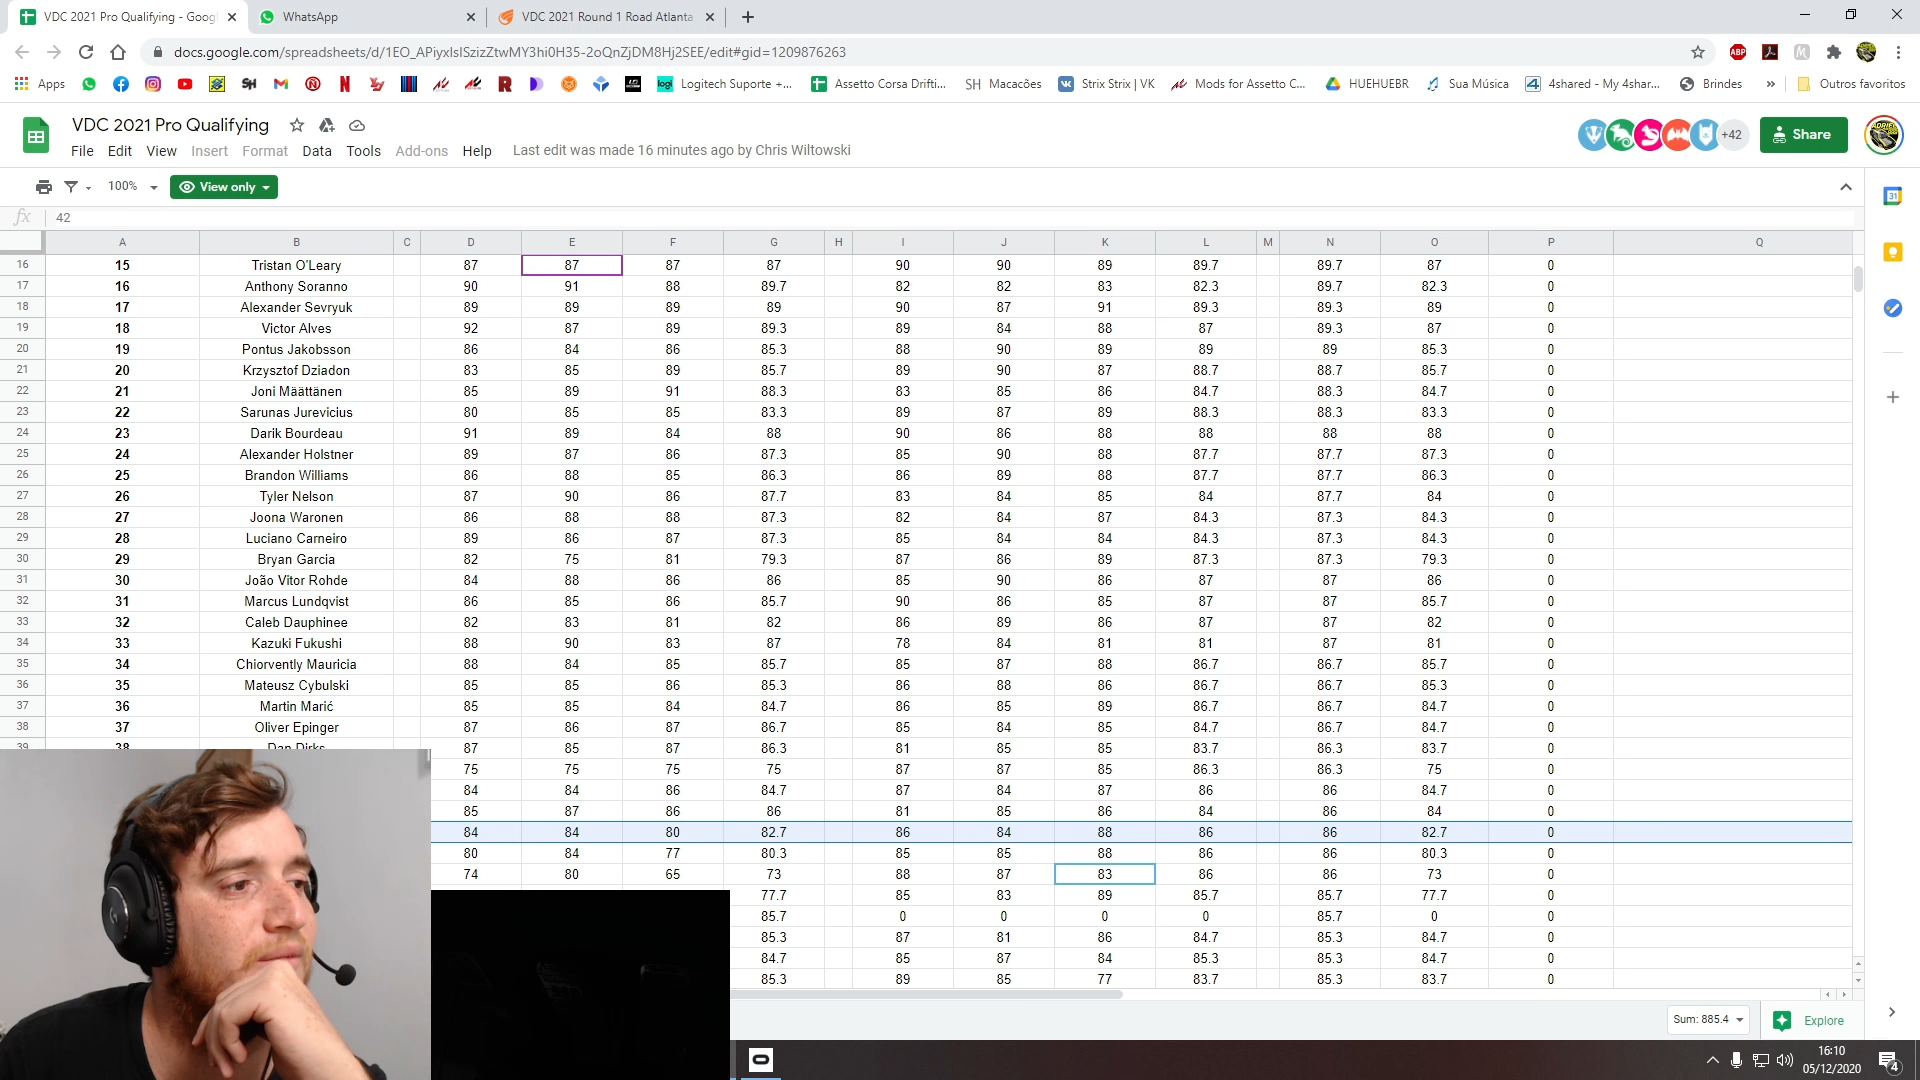 VDC 2021 Pro Qualifying - Goog
WhatsApp
VDC 2021 Round 1 Road Atlanta
docs.google.com/spreadsheets/d/1EO_APiyxlsISzizZtwMY3hi0H35-2oQnZjDM8Hj2SEE/edit#gid=1209876263
ABP
Apps
Logitech Suporte +...
Assetto Corsa Drifti...
SH Macacões
Strix Strix | VK
Mods for Assetto C...
HUEHUEBR
Sua Música
4shared - My 4shar...
Brindes
»
Outros favoritos
VDC 2021 Pro Qualifying
+42
Share
File Edit View Insert Format Data Tools Add-ons Help
Last edit was made 16 minutes ago by Chris Wiltowski
100%
View only
fx 42
A B C D E F G H I J K L M N O P Q
16 15 Tristan O'Leary 87 87 87 87 90 90 89 89.7 89.7 87 0
17 16 Anthony Soranno 90 91 88 89.7 82 82 83 82.3 89.7 82.3 0
18 17 Alexander Sevryuk 89 89 89 89 90 87 91 89.3 89.3 89 0
19 18 Victor Alves 92 87 89 89.3 89 84 88 87 89.3 87 0
20 19 Pontus Jakobsson 86 84 86 85.3 88 90 89 89 89 85.3 0
21 20 Krzysztof Dziadon 83 85 89 85.7 89 90 87 88.7 88.7 85.7 0
22 21 Joni Määttänen 85 89 91 88.3 83 85 86 84.7 88.3 84.7 0
23 22 Sarunas Jurevicius 80 85 85 83.3 89 87 89 88.3 88.3 83.3 0
24 23 Darik Bourdeau 91 89 84 88 90 86 88 88 88 88 0
25 24 Alexander Holstner 89 87 86 87.3 85 90 88 87.7 87.7 87.3 0
26 25 Brandon Williams 86 88 85 86.3 86 89 88 87.7 87.7 86.3 0
27 26 Tyler Nelson 87 90 86 87.7 83 84 85 84 87.7 84 0
28 27 Joona Waronen 86 88 88 87.3 82 84 87 84.3 87.3 84.3 0
29 28 Luciano Carneiro 89 86 87 87.3 85 84 84 84.3 87.3 84.3 0
30 29 Bryan Garcia 82 75 81 79.3 87 86 89 87.3 87.3 79.3 0
31 30 João Vitor Rohde 84 88 86 86 85 90 86 87 87 86 0
32 31 Marcus Lundqvist 86 85 86 85.7 90 86 85 87 87 85.7 0
33 32 Caleb Dauphinee 82 83 81 82 86 89 86 87 87 82 0
34 33 Kazuki Fukushi 88 90 83 87 78 84 81 81 87 81 0
35 34 Chiorvently Mauricia 88 84 85 85.7 85 87 88 86.7 86.7 85.7 0
36 35 Mateusz Cybulski 85 85 86 85.3 86 88 86 86.7 86.7 85.3 0
37 36 Martin Marić 85 85 84 84.7 86 85 89 86.7 86.7 84.7 0
38 37 Oliver Epinger 87 86 87 86.7 85 84 85 84.7 86.7 84.7 0
39 38 Dan Dirks 87 85 87 86.3 81 85 85 83.7 86.3 83.7 0
75 75 75 75 87 87 85 86.3 86.3 75 0
84 84 86 84.7 87 84 87 86 86 84.7 0
85 87 86 86 81 85 86 84 86 84 0
84 84 80 82.7 86 84 88 86 86 82.7 0
80 84 77 80.3 85 85 88 86 86 80.3 0
74 80 65 73 88 87 83 86 86 73 0
77.7 85 83 89 85.7 85.7 77.7 0
85.7 0 0 0 0 85.7 0 0
85.3 87 81 86 84.7 85.3 84.7 0
84.7 85 87 84 85.3 85.3 84.7 0
85.3 89 85 77 83.7 85.3 83.7 0
Sum: 885.4
Explore
16:10
05/12/2020
4